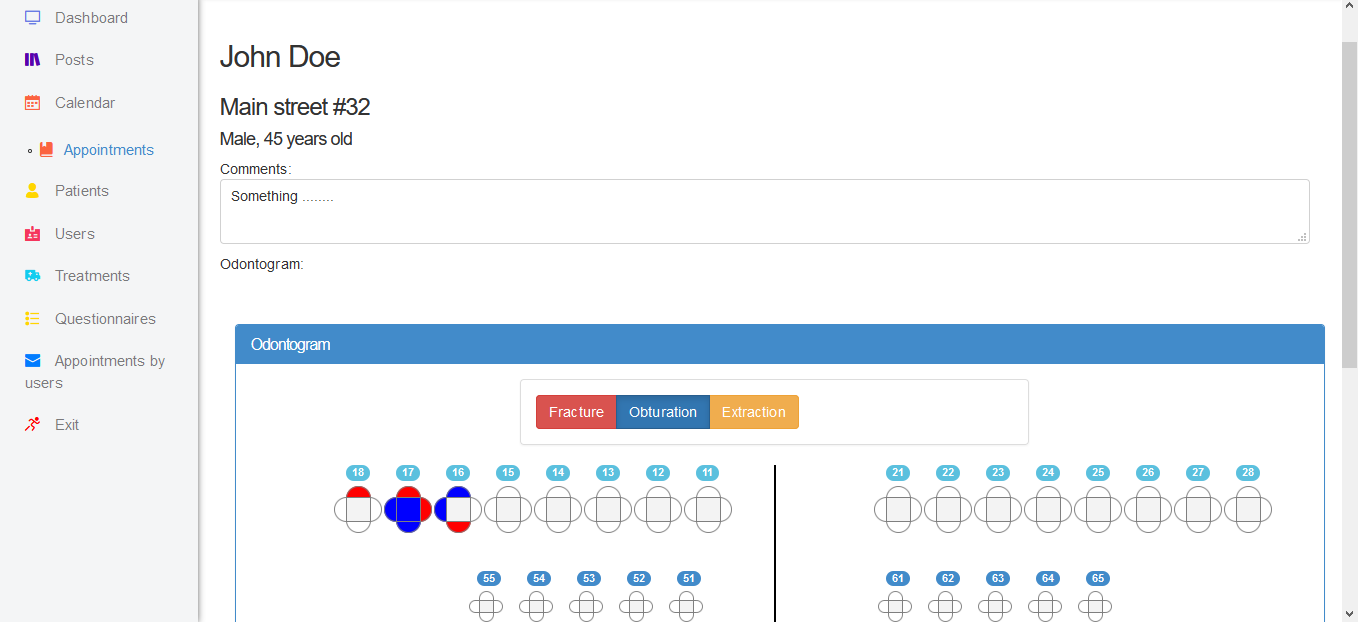 Dashboard
Posts
Calendar
Appointments
Patients
Users
Treatments
Questionnaires
Appointments by
users
Exit
John Doe
Main street #32
Male, 45 years old
Comments:
Something ........
Odontogram:
Odontogram
Fracture Obturation Extraction
18 17 16 15 14 13 12 11 21 22 23 24 25 26 27 28
55 54 53 52 51 61 62 63 64 65